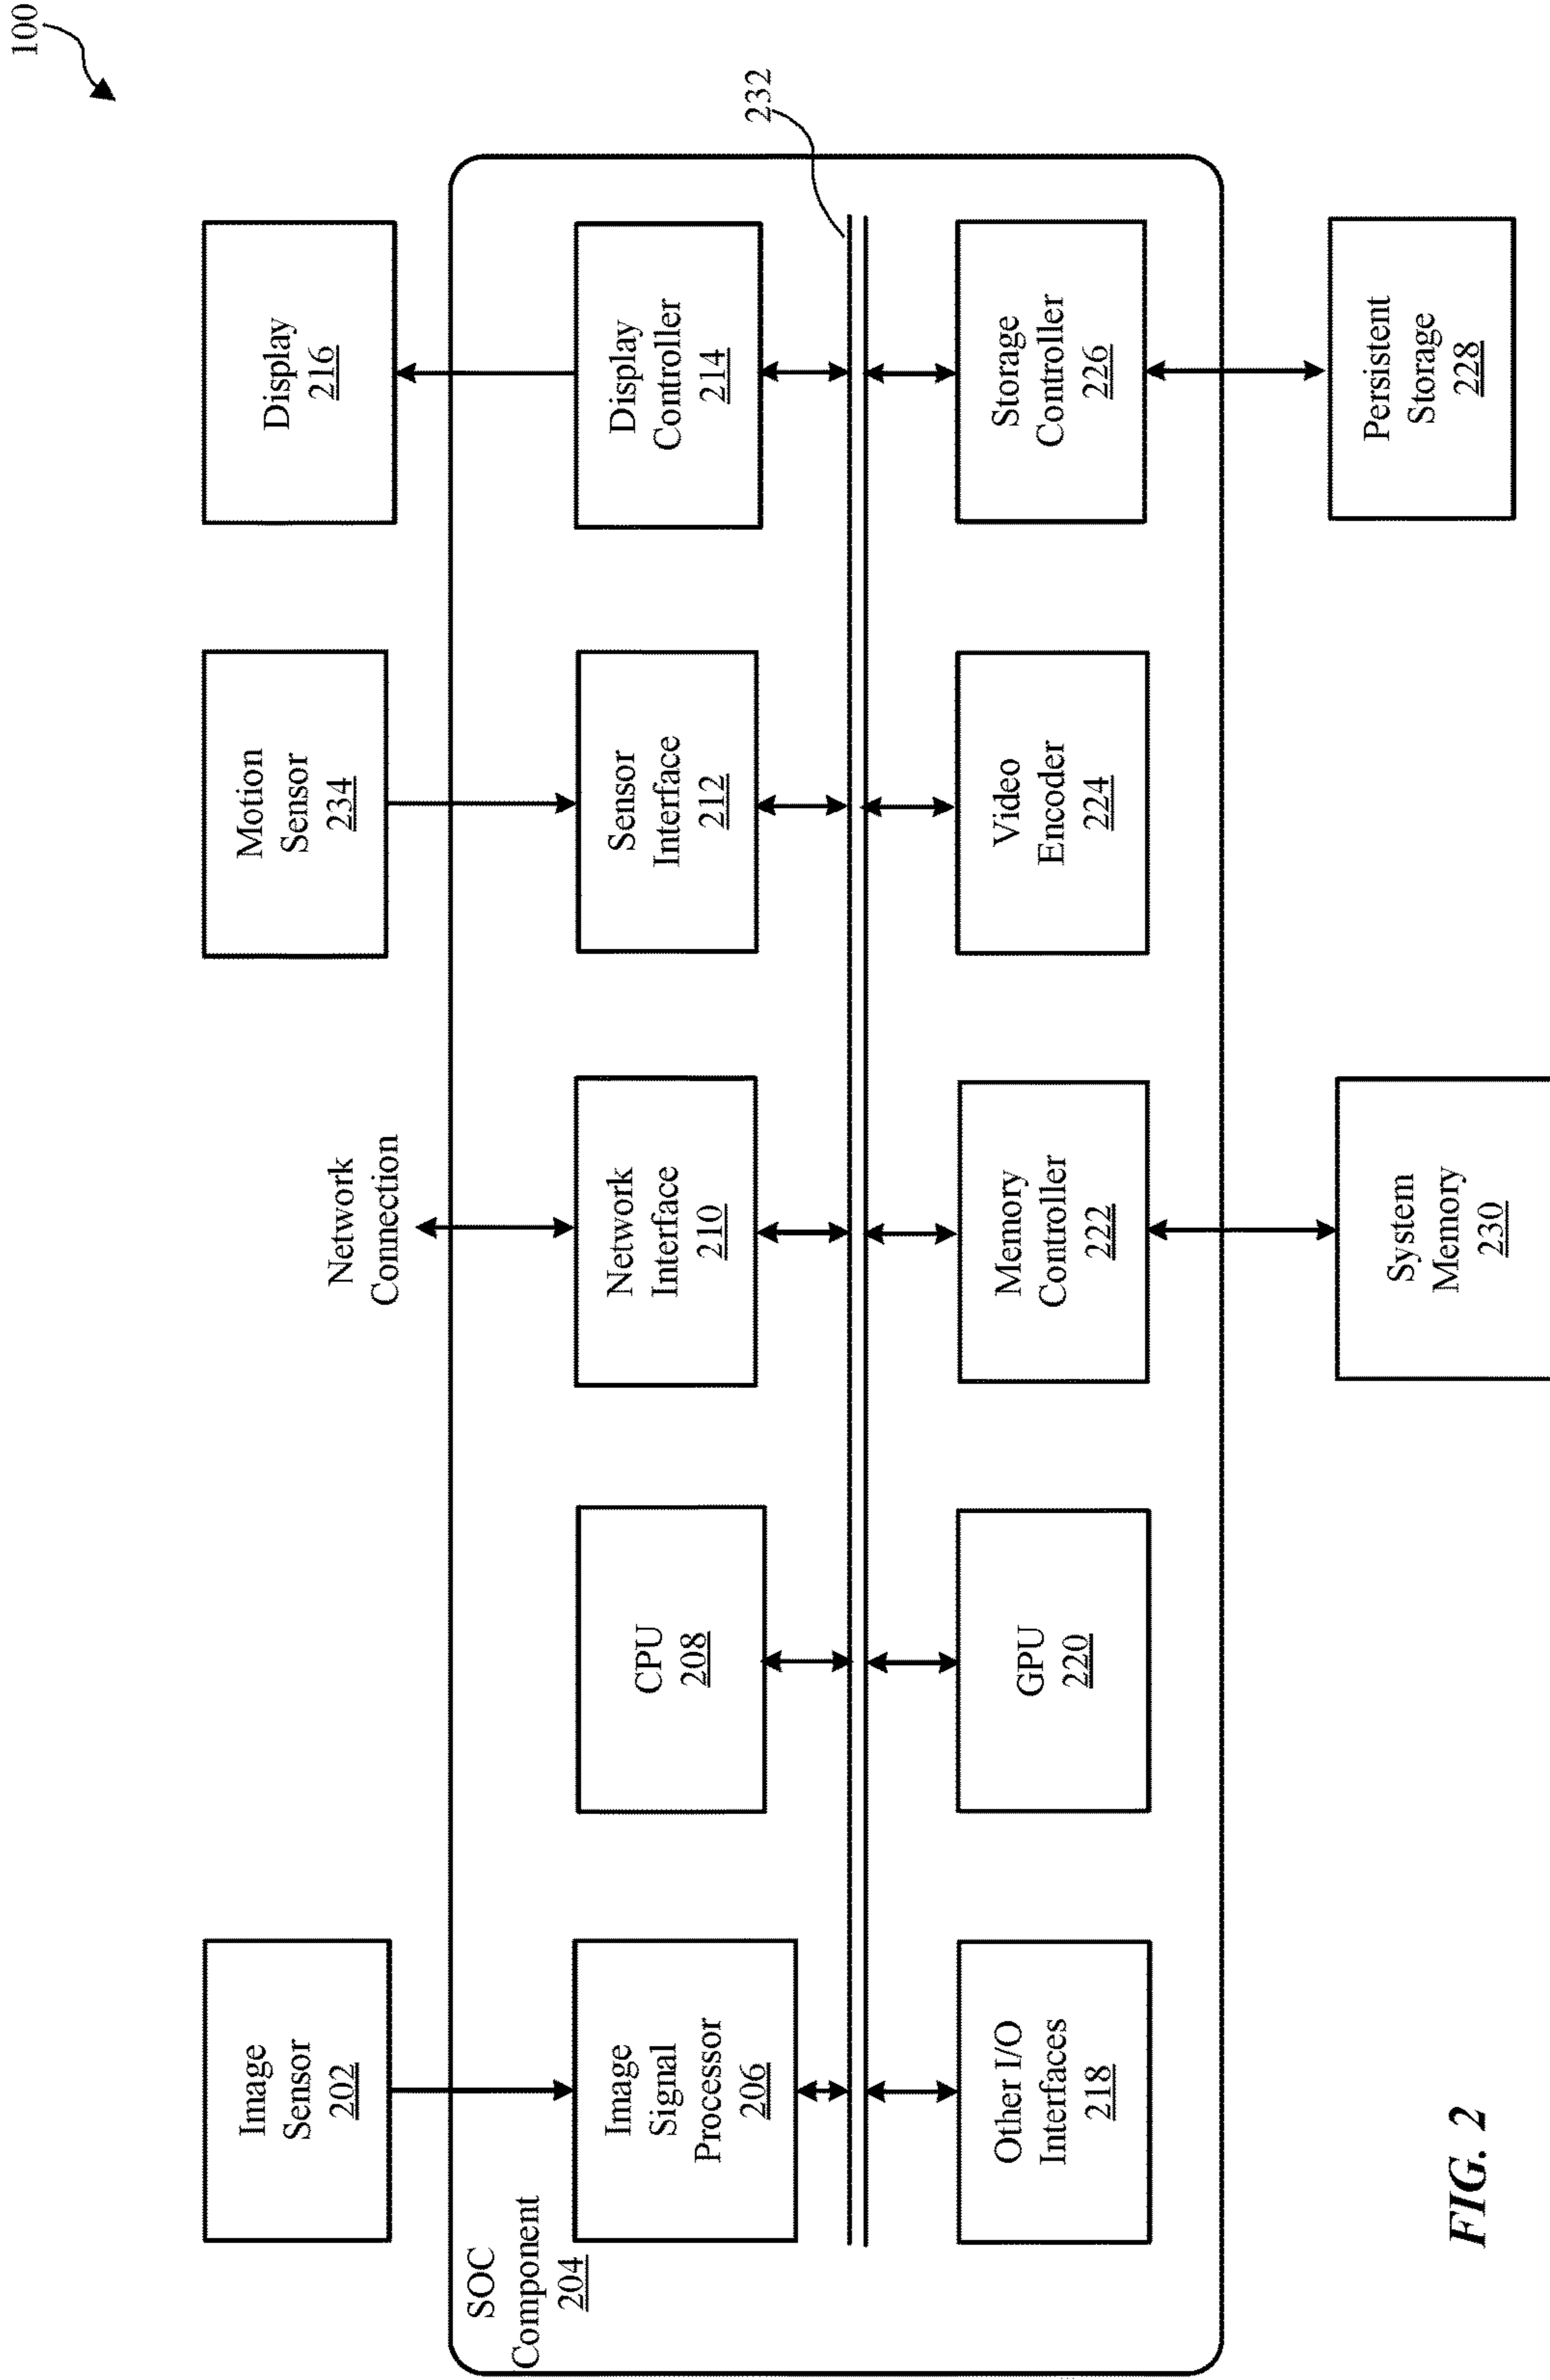 100
Image
Sensor
202
Network
Connection
Motion
Sensor
234
Display
216
SOC
Component
204
Image
Signal
Processor
206
CPU
208
Network
Interface
210
Sensor
Interface
212
Display
Controller
214
232
Other I/O
Interfaces
218
GPU
220
Memory
Controller
222
Video
Encoder
224
Storage
Controller
226
System
Memory
230
Persistent
Storage
228
FIG. 2